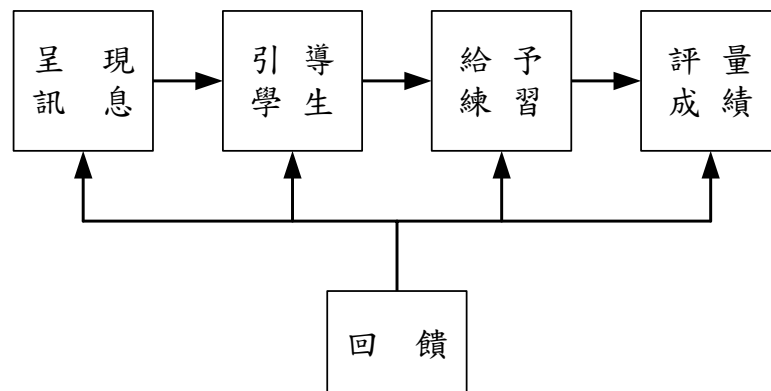 呈現
訊息
引導
學生
給予
練習
評量
成績
回饋